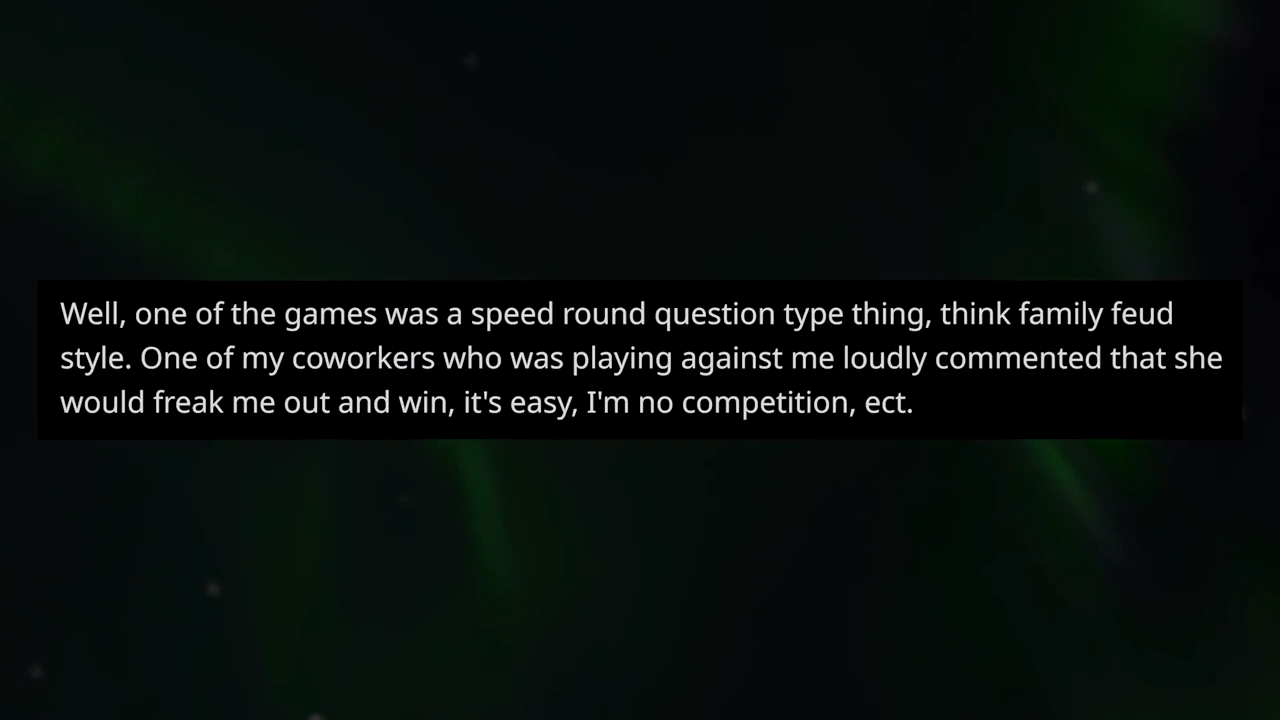 Well, one of the games was a speed round question type thing, think family feud
style. One of my coworkers who was playing against me loudly commented that she
would freak me out and win, it's easy, I'm no competition, ect.